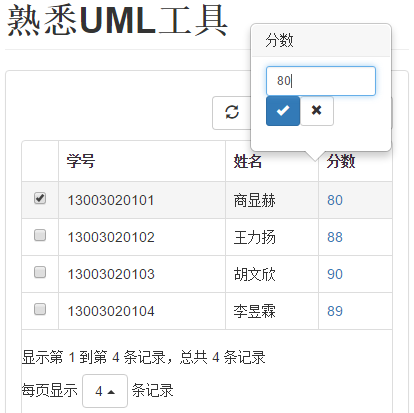 熟悉UML工具
分数
80
学号 姓名 分数
13003020101 商显赫 80
13003020102 王力扬 88
13003020103 胡文欣 90
13003020104 李昱霖 89
显示第 1 到第 4 条记录，总共 4 条记录
每页显示 4 条记录